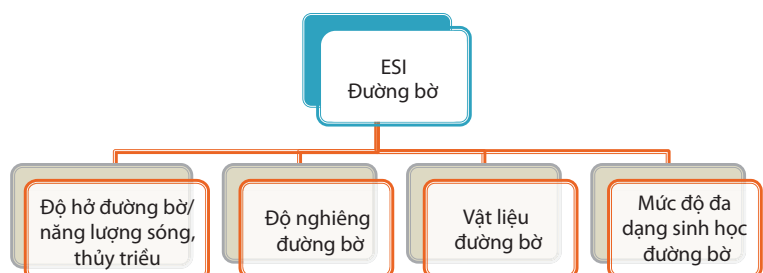 ESI
Đường bờ
Độ hở đường bờ/
năng lượng sóng,
thủy triều
Độ nghiêng
đường bờ
Vật liệu
đường bờ
Mức độ đa
dạng sinh học
đường bờ